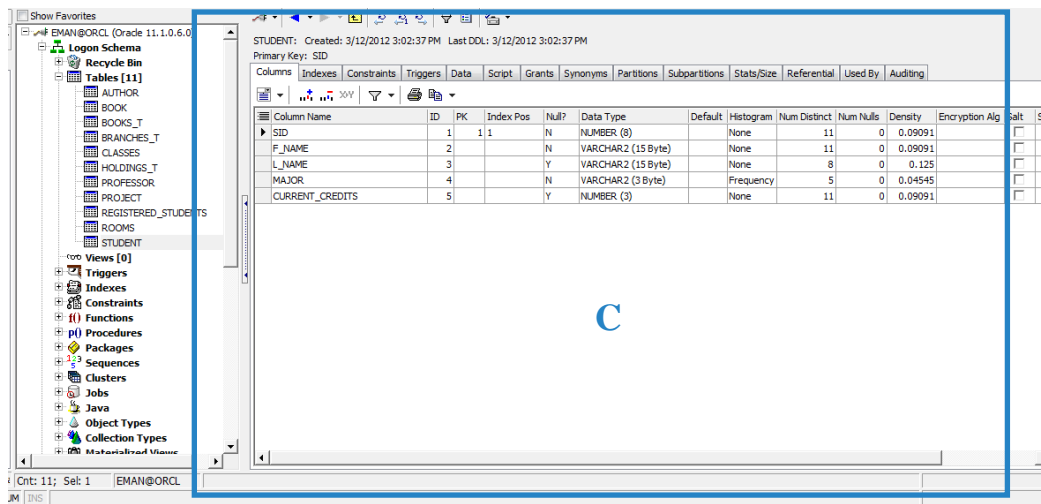 Show Favorites
EMAN@ORCL (Oracle 11.1.0.6.0
Logon Schema
Recycle Bin
Tables [11]
AUTHOR
BOOK
BOOKS_T
BRANCHES_T
CLASSES
HOLDINGS_T
PROFESSOR
PROJECT
REGISTERED_STUDENTS
ROOMS
STUDENT
Views [0]
Triggers
Indexes
Constraints
f() Functions
p() Procedures
Packages
Sequences
Clusters
Jobs
Java
Object Types
Collection Types
Materialized Views
STUDENT: Created: 3/12/2012 3:02:37 PM Last DDL: 3/12/2012 3:02:37 PM
Primary Key: SID
Columns Indexes Constraints Triggers Data Script Grants Synonyms Partitions Subpartitions Stats/Size Referential Used By Auditing
Column Name ID PK Index Pos Null? Data Type Default Histogram Num Distinct Num Nulls Density Encryption Alg Salt S
SID 1 1 1 N NUMBER (8) None 11 0 0.09091
F_NAME 2 N VARCHAR2 (15 Byte) None 11 0 0.09091
L_NAME 3 Y VARCHAR2 (15 Byte) None 8 0 0.125
MAJOR 4 N VARCHAR2 (3 Byte) Frequency 5 0 0.04545
CURRENT_CREDITS 5 Y NUMBER (3) None 11 0 0.09091
C
Cnt: 11; Sel: 1 EMAN@ORCL
UM INS